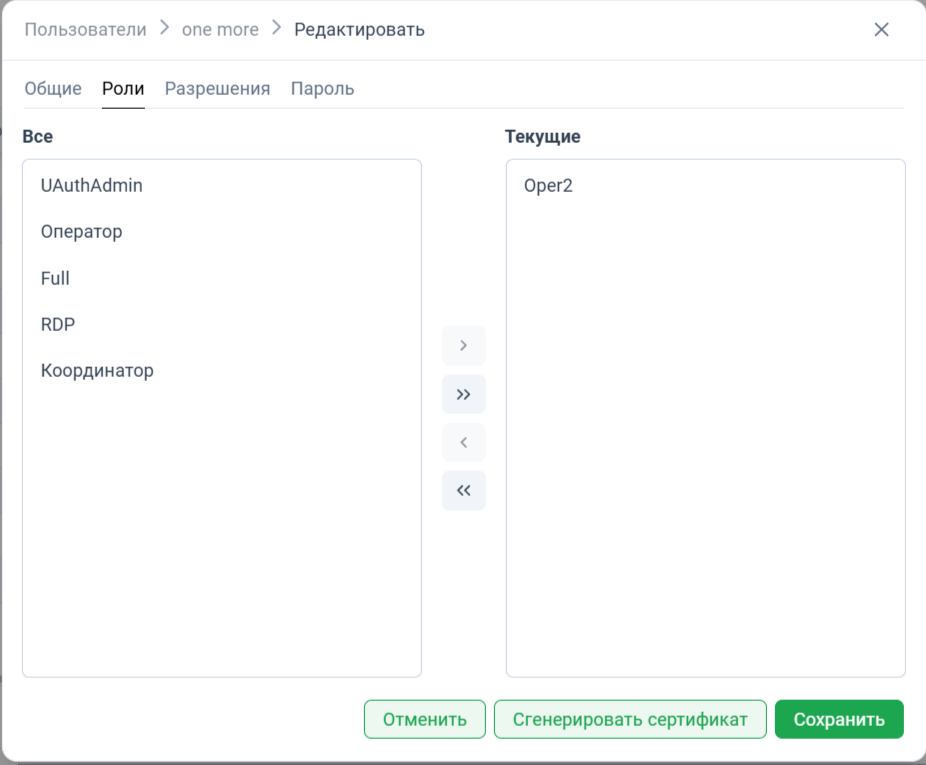 Пользователи > one more > Редактировать
Общие Роли Разрешения Пароль
Все
Текущие
UAuthAdmin
Оператор
Full
RDP
Координатор
Oper2
>
>>
<
<<
Отменить Сгенерировать сертификат Сохранить